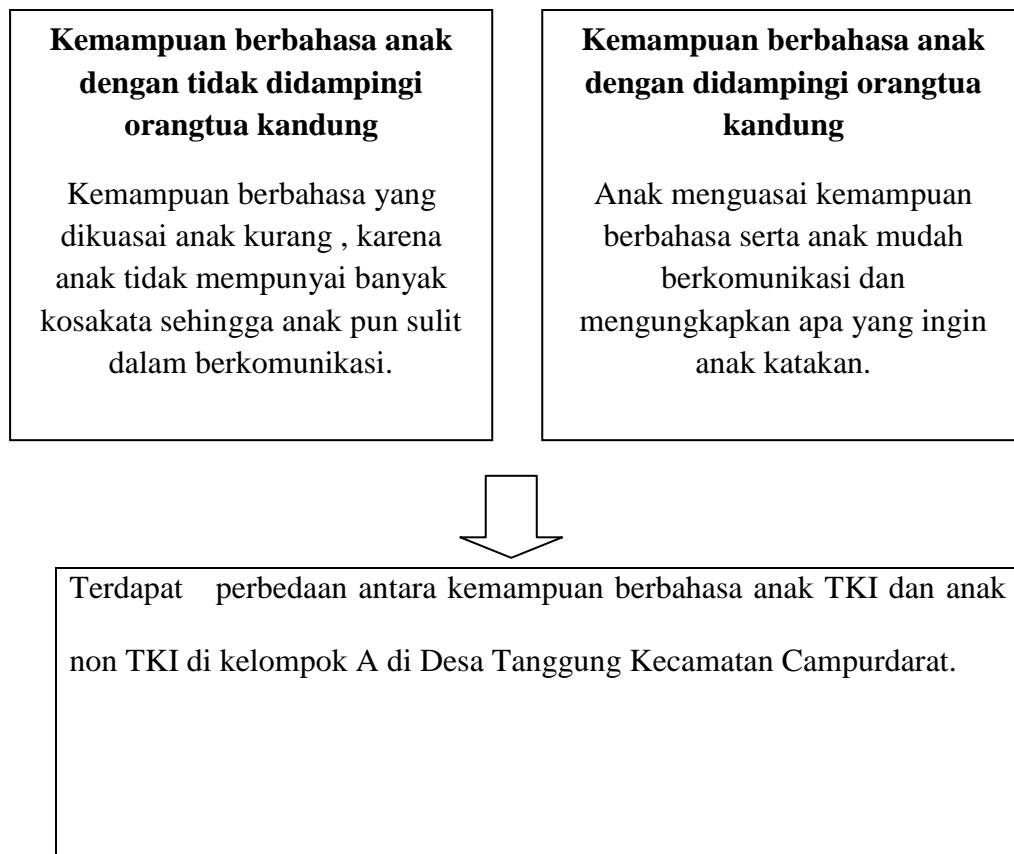 Kemampuan berbahasa anak
dengan tidak didampingi
orangtua kandung
Kemampuan berbahasa yang
dikuasai anak kurang , karena
anak tidak mempunyai banyak
kosakata sehingga anak pun sulit
dalam berkomunikasi.
Kemampuan berbahasa anak
dengan didampingi orangtua
kandung
Anak menguasai kemampuan
berbahasa serta anak mudah
berkomunikasi dan
mengungkapkan apa yang ingin
anak katakan.
Terdapat perbedaan antara kemampuan berbahasa anak TKI dan anak
non TKI di kelompok A di Desa Tanggung Kecamatan Campurdarat.